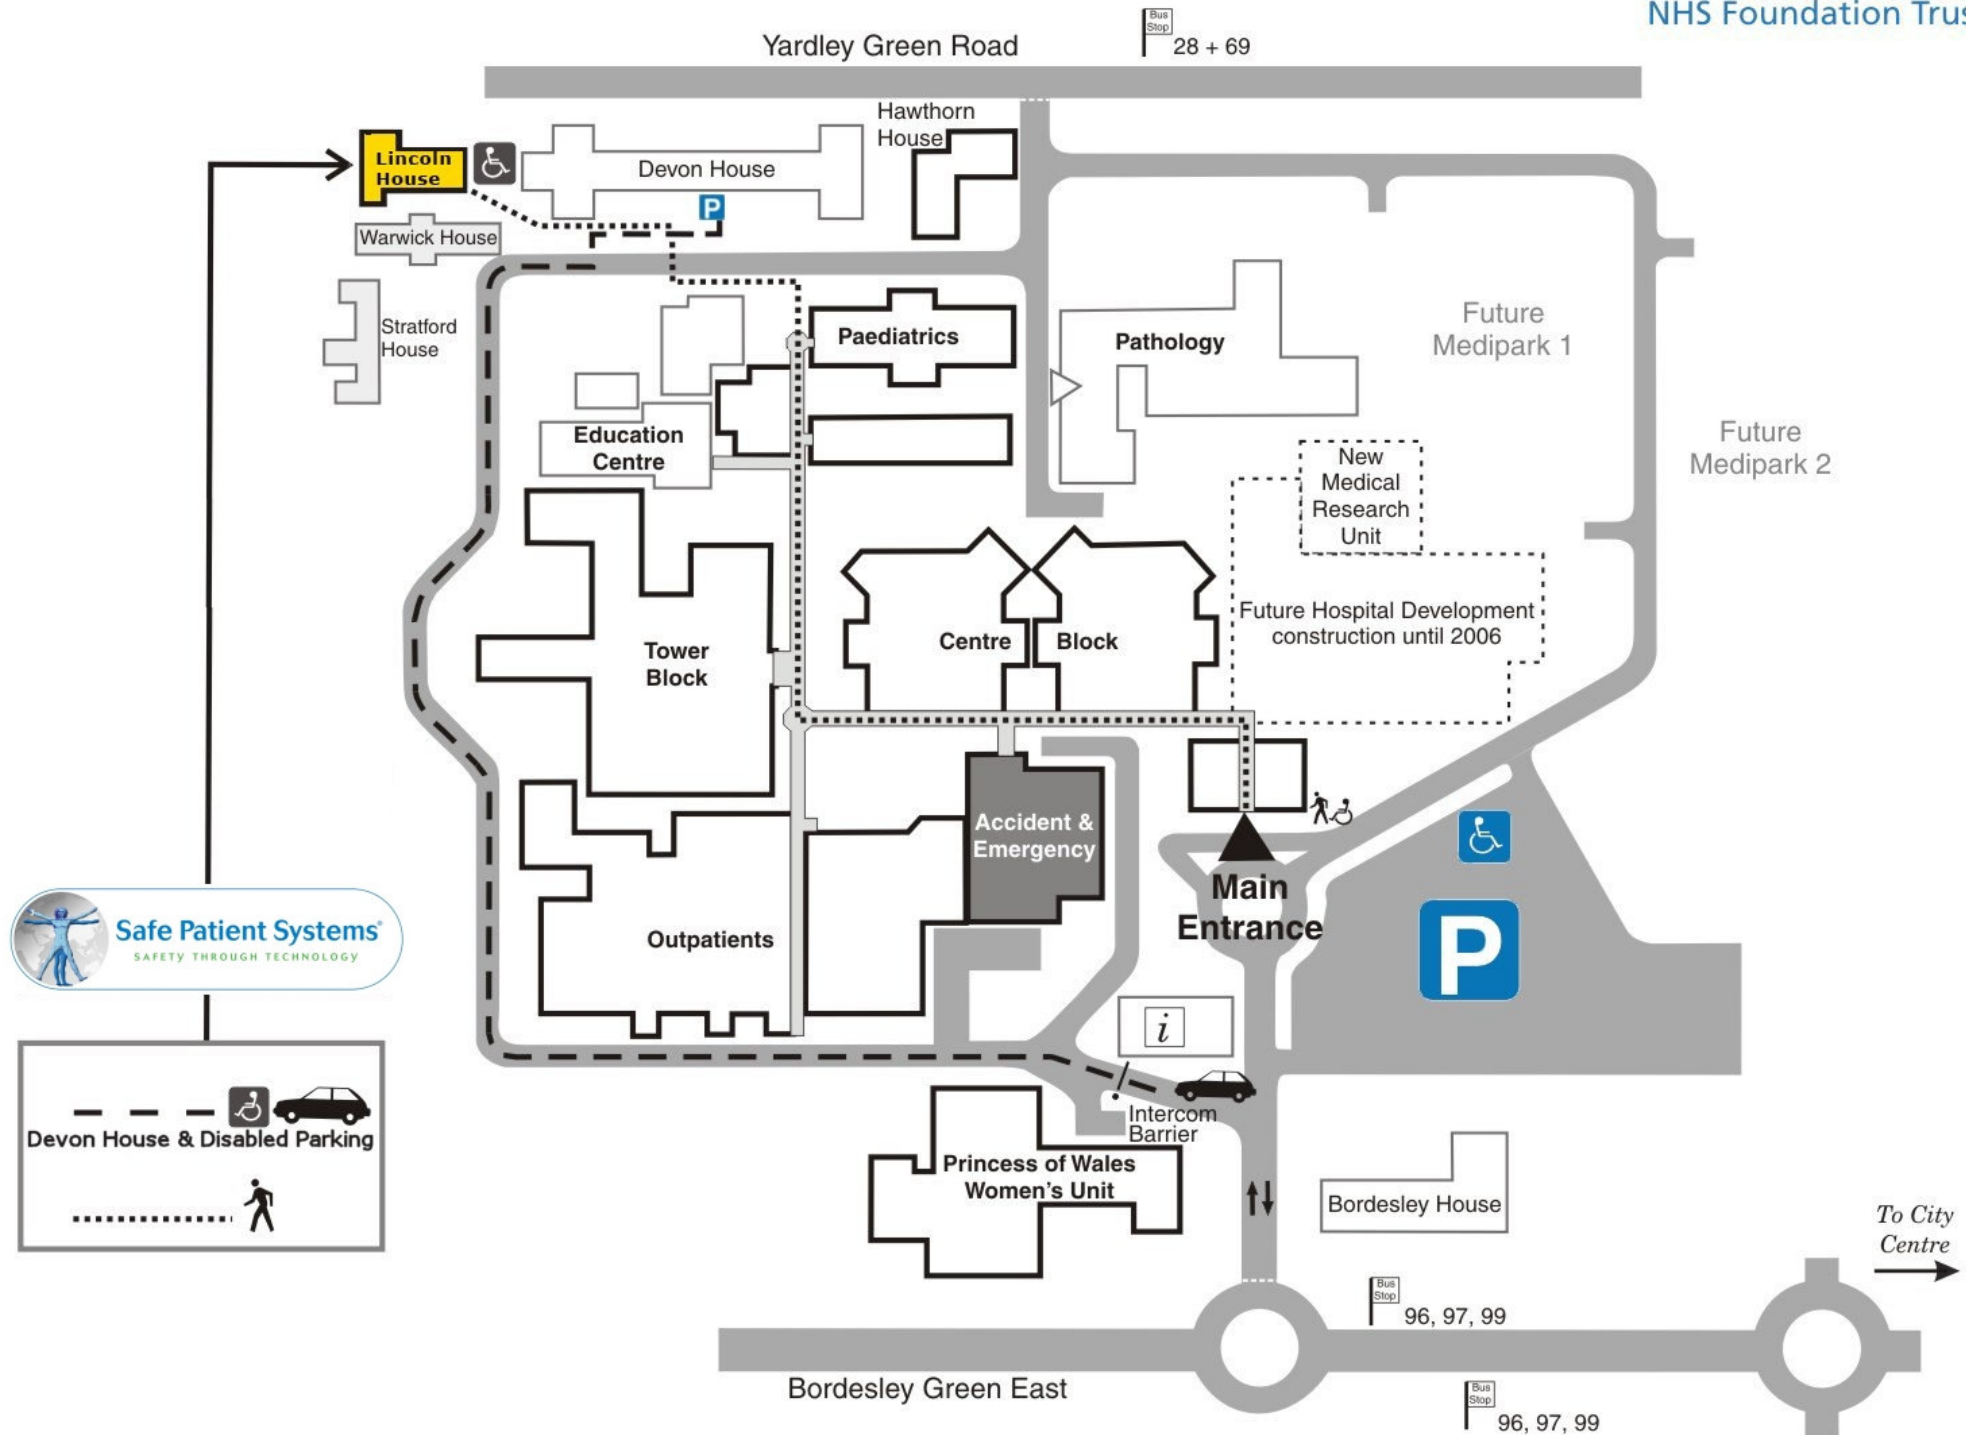 NHS Foundation Trus
Bus
Stop
28 + 69
Yardley Green Road
Hawthorn
House
Lincoln
House
Devon House
P
Warwick House
Stratford
House
Paediatrics
Pathology
Future
Medipark 1
Future
Medipark 2
Education
Centre
New
Medical
Research
Unit
Future Hospital Development
construction until 2006
Tower
Block
Centre Block
Accident &
Emergency
Main
Entrance
P
Outpatients
Safe Patient Systems®
SAFETY THROUGH TECHNOLOGY
i
Intercom
Barrier
Devon House & Disabled Parking
Princess of Wales
Women's Unit
Bordesley House
To City
Centre
Bus
Stop
96, 97, 99
Bordesley Green East
Bus
Stop
96, 97, 99